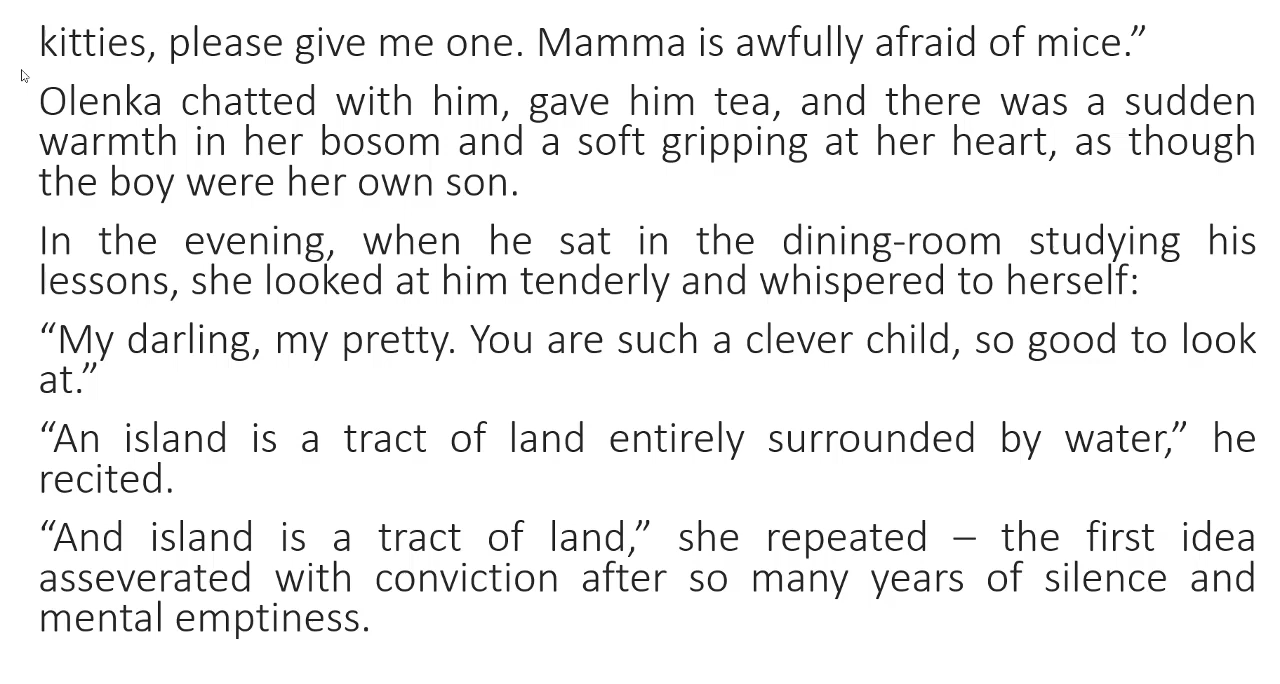 kitties, please give me one. Mamma is awfully afraid of mice.”
Olenka chatted with him, gave him tea, and there was a sudden
warmth in her bosom and a soft gripping at her heart, as though
the boy were her own son.
In the evening, when he sat in the dining-room studying his
lessons, she looked at him tenderly and whispered to herself:
“My darling, my pretty. You are such a clever child, so good to look
at.”
“An island is a tract of land entirely surrounded by water,” he
recited.
“And island is a tract of land,” she repeated – the first idea
asseverated with conviction after so many years of silence and
mental emptiness.